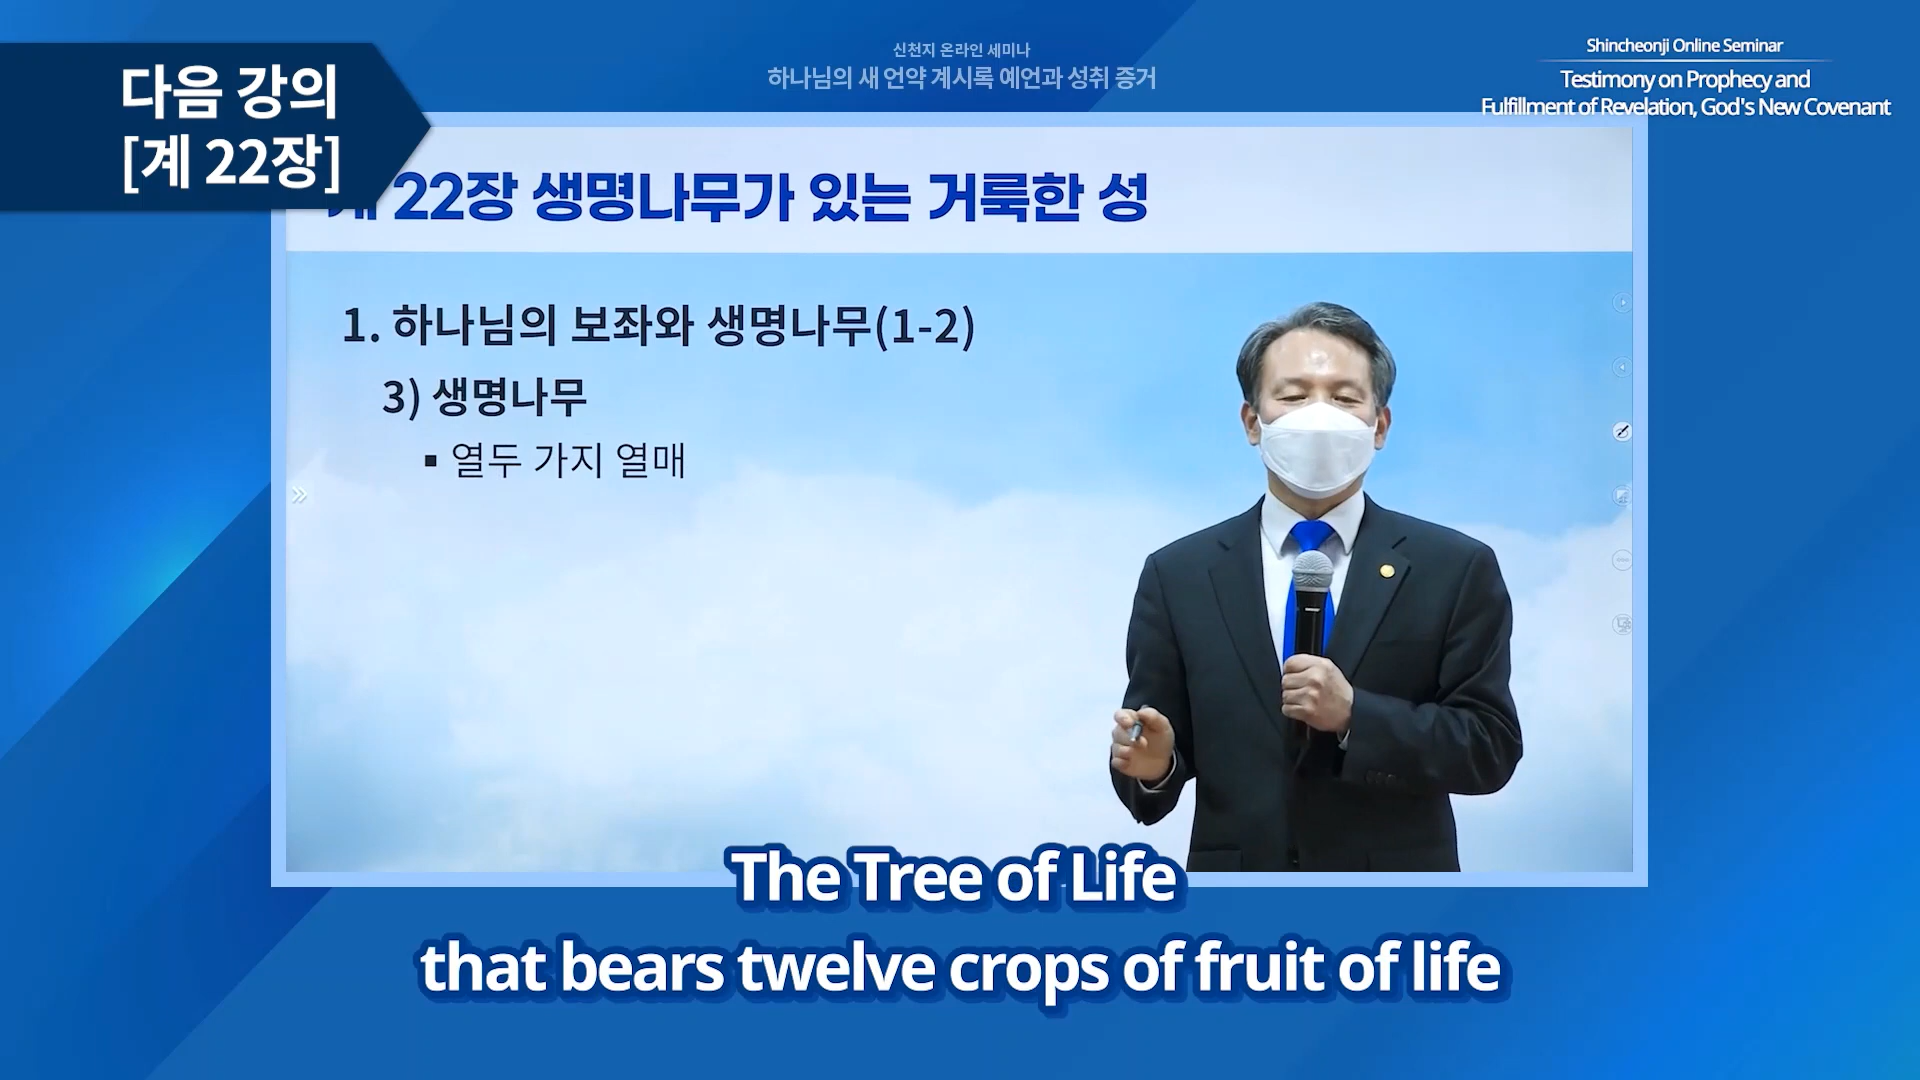 다음 강의
[계 22장]
신천지 온라인 세미나
하나님의 새 언약 계시록 예언과 성취 증거
Shincheonji Online Seminar
Testimony on Prophecy and
Fulfillment of Revelation, God's New Covenant
계 22장 생명나무가 있는 거룩한 성
1. 하나님의 보좌와 생명나무(1-2)
3) 생명나무
▪ 열두 가지 열매
The Tree of Life
that bears twelve crops of fruit of life